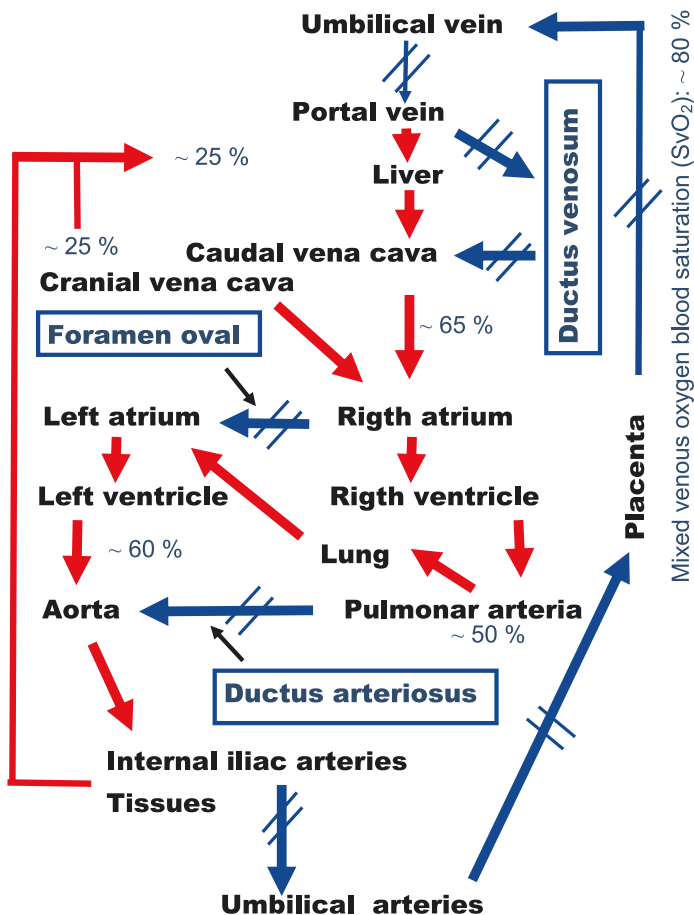 Umbilical vein
Portal vein
~ 25 %
Liver
~ 25 %
Caudal vena cava
Cranial vena cava
Ductus venosum
~ 65 %
Foramen oval
Left atrium
Rigth atrium
Left ventricle
Rigth ventricle
Placenta
Mixed venous oxygen blood saturation (SvO₂): ~ 80 %
~ 60 %
Lung
Aorta
Pulmonar arteria
~ 50 %
Ductus arteriosus
Internal iliac arteries
Tissues
Umbilical arteries